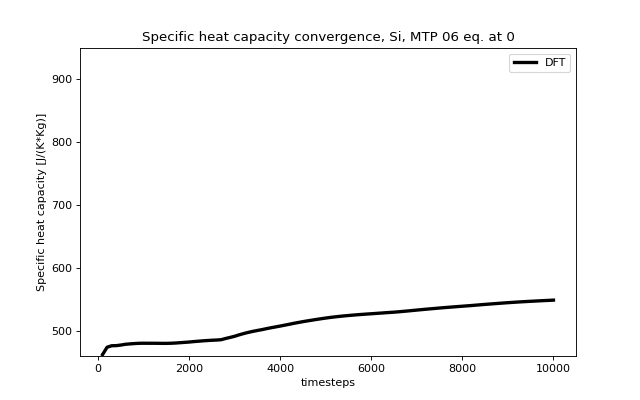 Specific heat capacity convergence, Si, MTP 06 eq. at 0
DFT
Specific heat capacity [J/(K*Kg)]
900
800
700
600
500
0 2000 4000 6000 8000 10000
timesteps